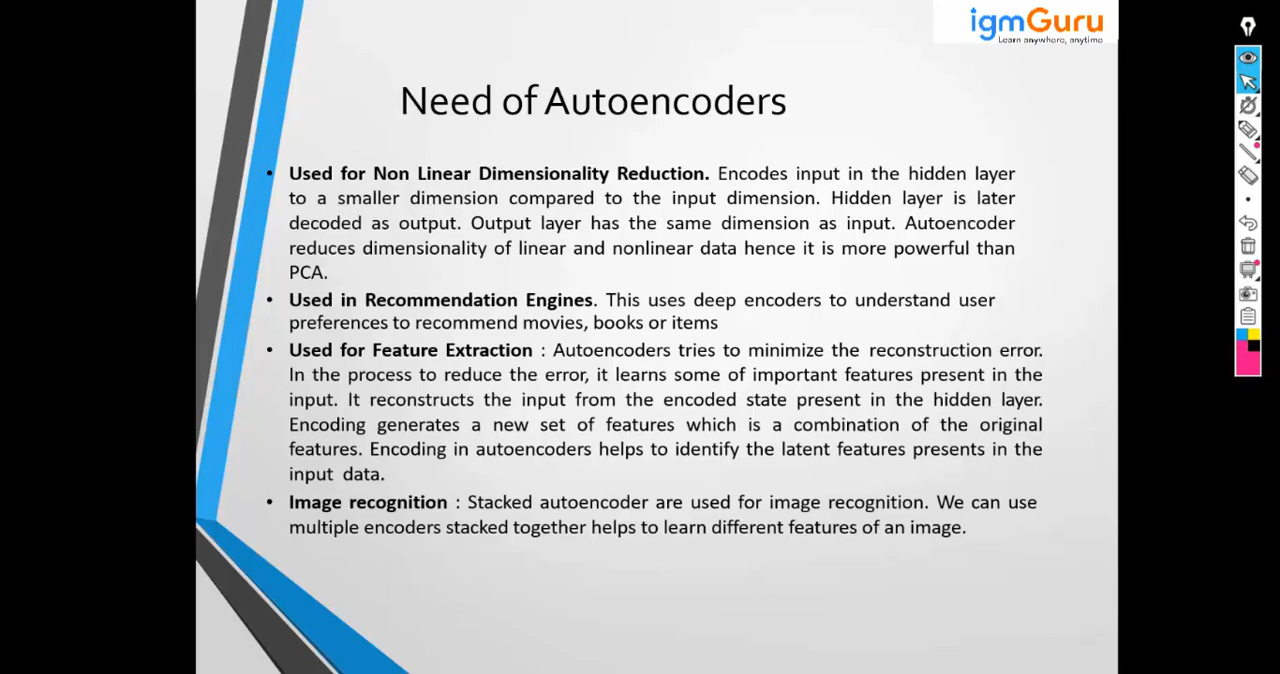 igmGuru
Learn anywhere, anytime
Need of Autoencoders
• Used for Non Linear Dimensionality Reduction. Encodes input in the hidden layer
to a smaller dimension compared to the input dimension. Hidden layer is later
decoded as output. Output layer has the same dimension as input. Autoencoder
reduces dimensionality of linear and nonlinear data hence it is more powerful than
PCA.
• Used in Recommendation Engines. This uses deep encoders to understand user
preferences to recommend movies, books or items
• Used for Feature Extraction : Autoencoders tries to minimize the reconstruction error.
In the process to reduce the error, it learns some of important features present in the
input. It reconstructs the input from the encoded state present in the hidden layer.
Encoding generates a new set of features which is a combination of the original
features. Encoding in autoencoders helps to identify the latent features presents in the
input data.
• Image recognition : Stacked autoencoder are used for image recognition. We can use
multiple encoders stacked together helps to learn different features of an image.